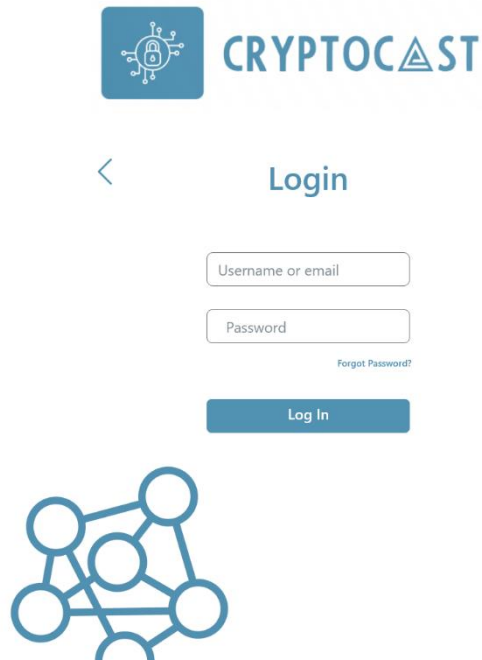 CRYPTOCAST
Login
Username or email
Password
Forgot Password?
Log In